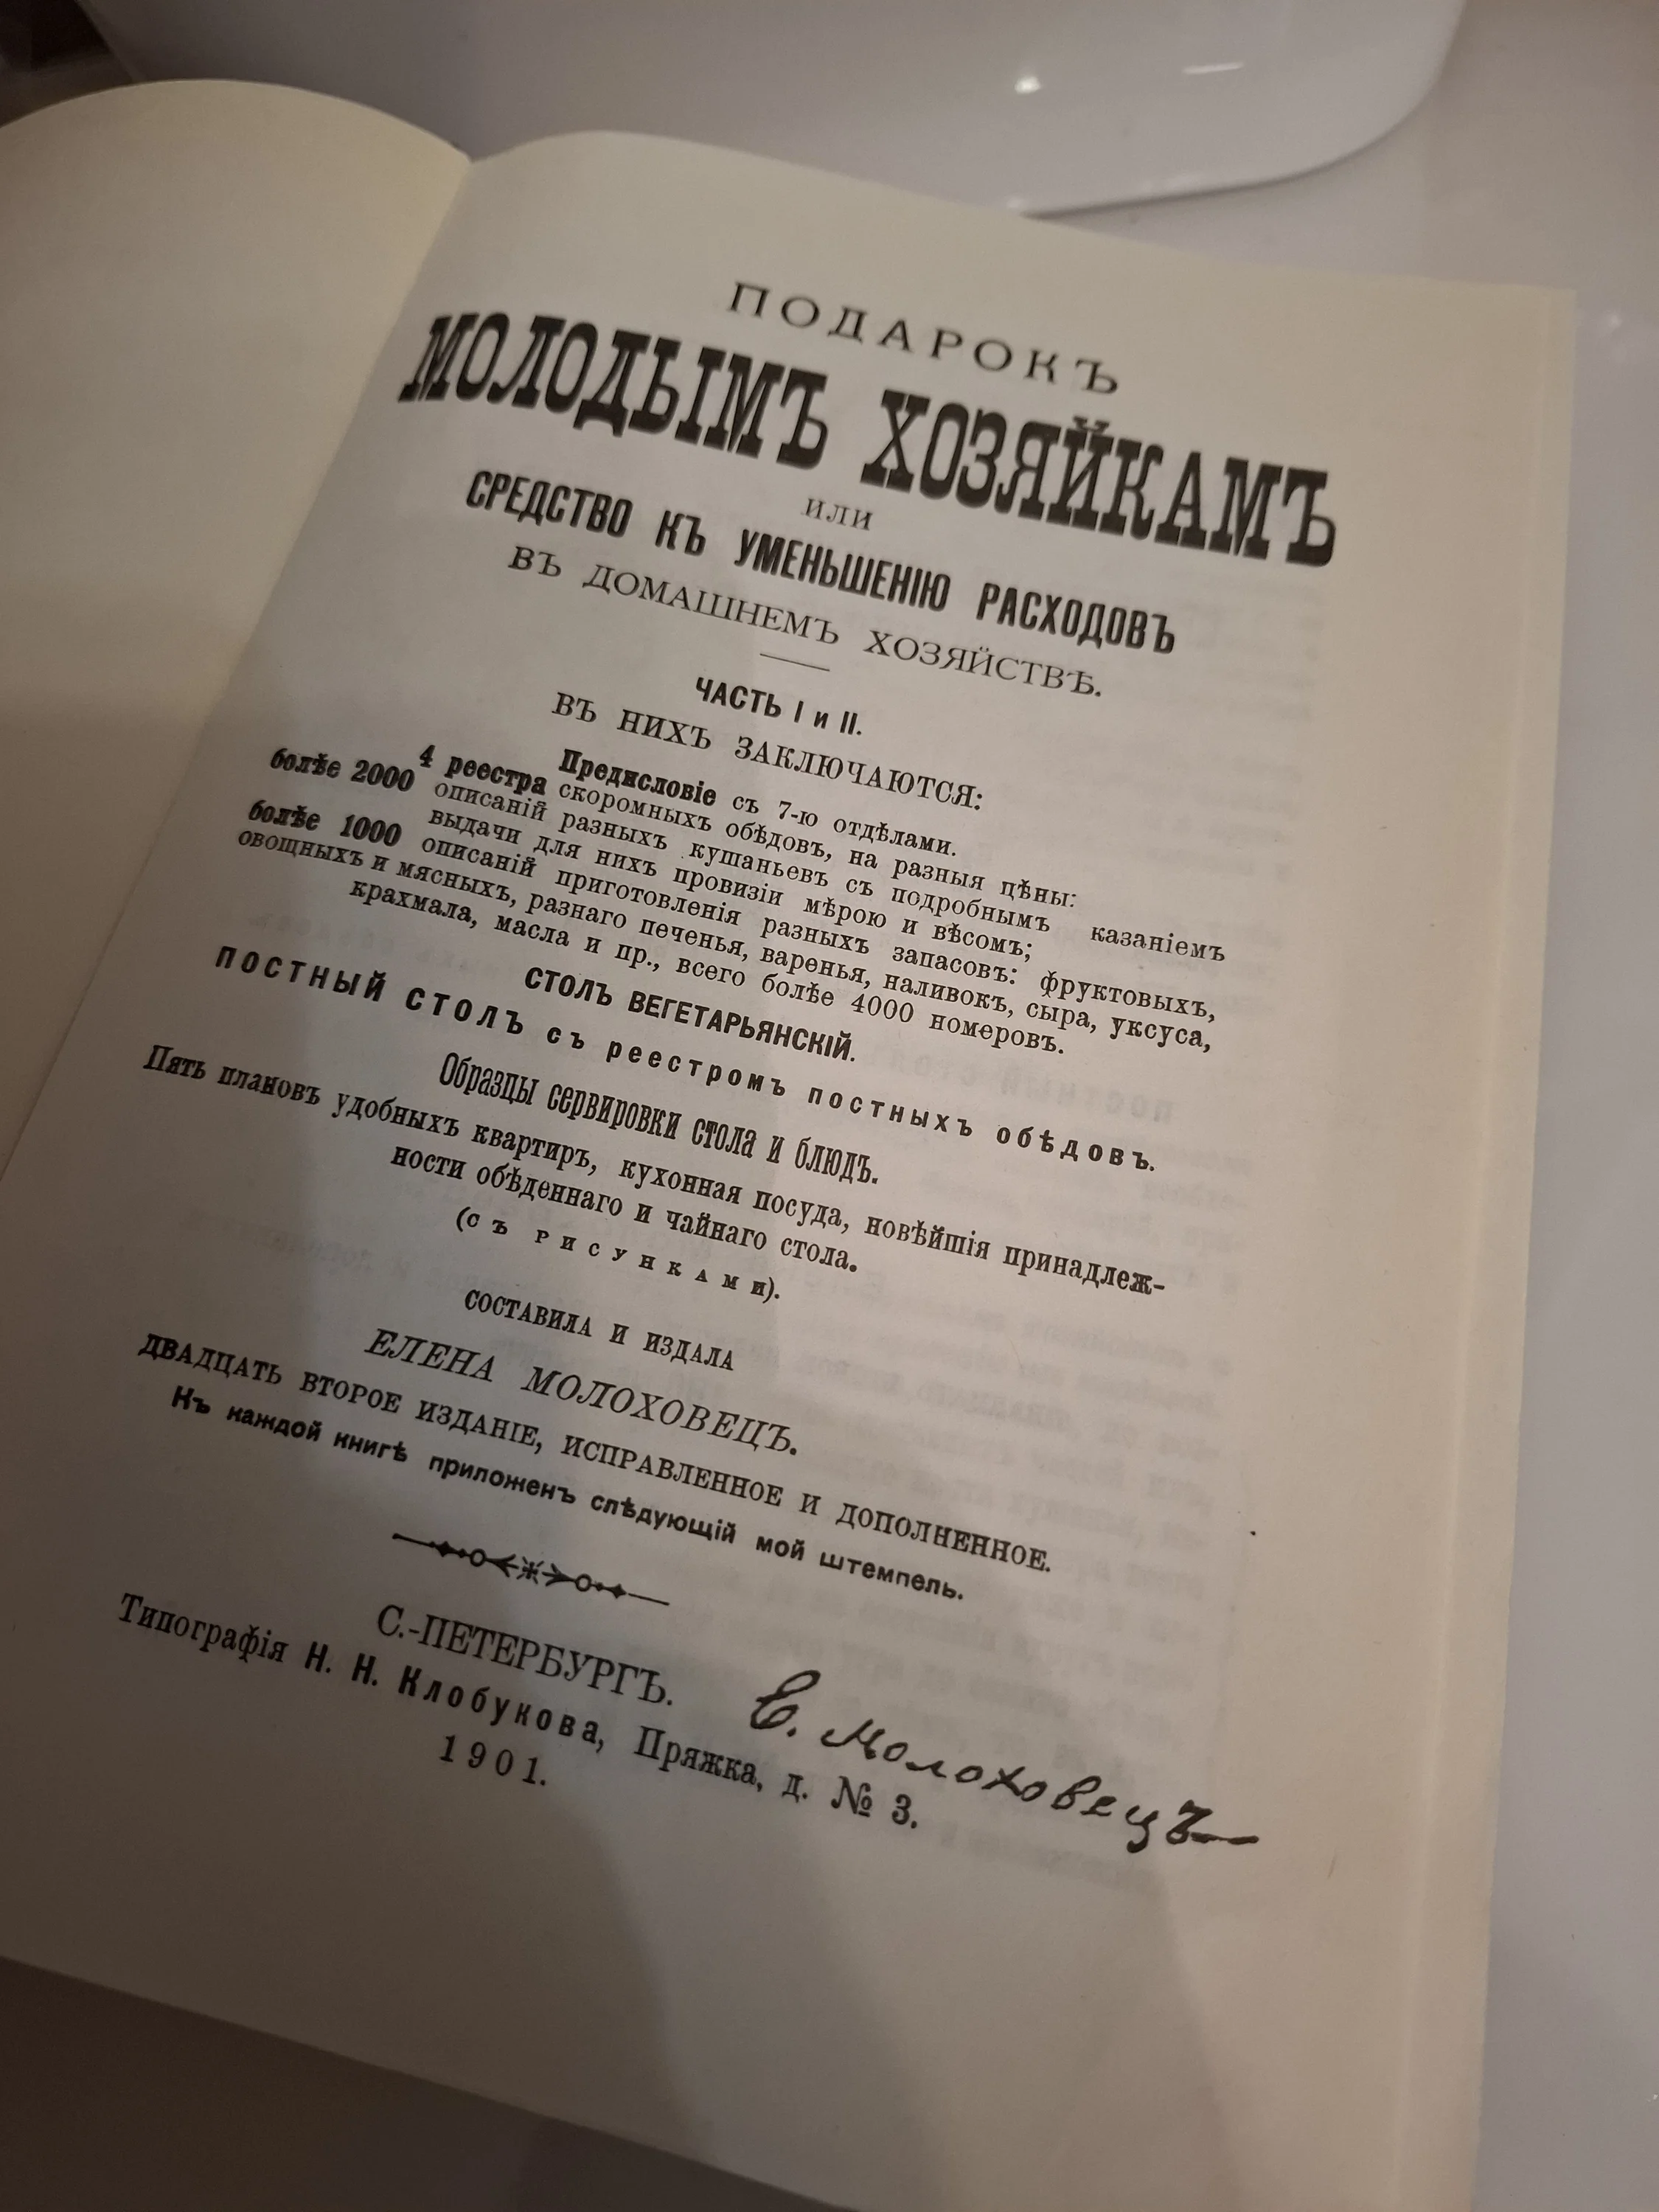 ПОДАРОКЪ
МОЛОДЫМЪ ХОЗЯЙКАМЪ
ИЛИ
СРЕДСТВО КЪ УМЕНЬШЕНІЮ РАСХОДОВЪ
ВЪ ДОМАШНЕМЪ ХОЗЯЙСТВѢ.
ЧАСТЬ I и II.
ВЪ НИХЪ ЗАКЛЮЧАЮТСЯ:
Предисловіе съ 7-ю отдѣлами.
4 реестра скоромныхъ обѣдовъ, на разныя цѣны:
болѣе 2000 описаній разныхъ кушаньевъ съ подробнымъ казаніемъ
выдачи для нихъ провизіи мѣрою и вѣсомъ;
болѣе 1000 описаній приготовленія разныхъ запасовъ: фруктовыхъ,
овощныхъ и мясныхъ, разнаго печенья, варенья, наливокъ, сыра, уксуса,
крахмала, масла и пр., всего болѣе 4000 номеровъ.
СТОЛЪ ВЕГЕТАРЬЯНСКІЙ.
ПОСТНЫЙ СТОЛЪ съ реестромъ постныхъ обѣдовъ.
Образцы сервировки стола и блюдъ.
Пять плановъ удобныхъ квартиръ, кухонная посуда, новѣйшія принадлеж-
ности обѣденнаго и чайнаго стола.
(съ рисунками).
СОСТАВИЛА И ИЗДАЛА
ЕЛЕНА МОЛОХОВЕЦЪ.
ДВАДЦАТЬ ВТОРОЕ ИЗДАНІЕ, ИСПРАВЛЕННОЕ И ДОПОЛНЕННОЕ.
Къ каждой книгѣ приложенъ слѣдующій мой штемпель.
С.-ПЕТЕРБУРГЪ.
Типографія Н. Н. Клобукова, Пряжка, д. № 3.
1901.
Е. Молоховецъ